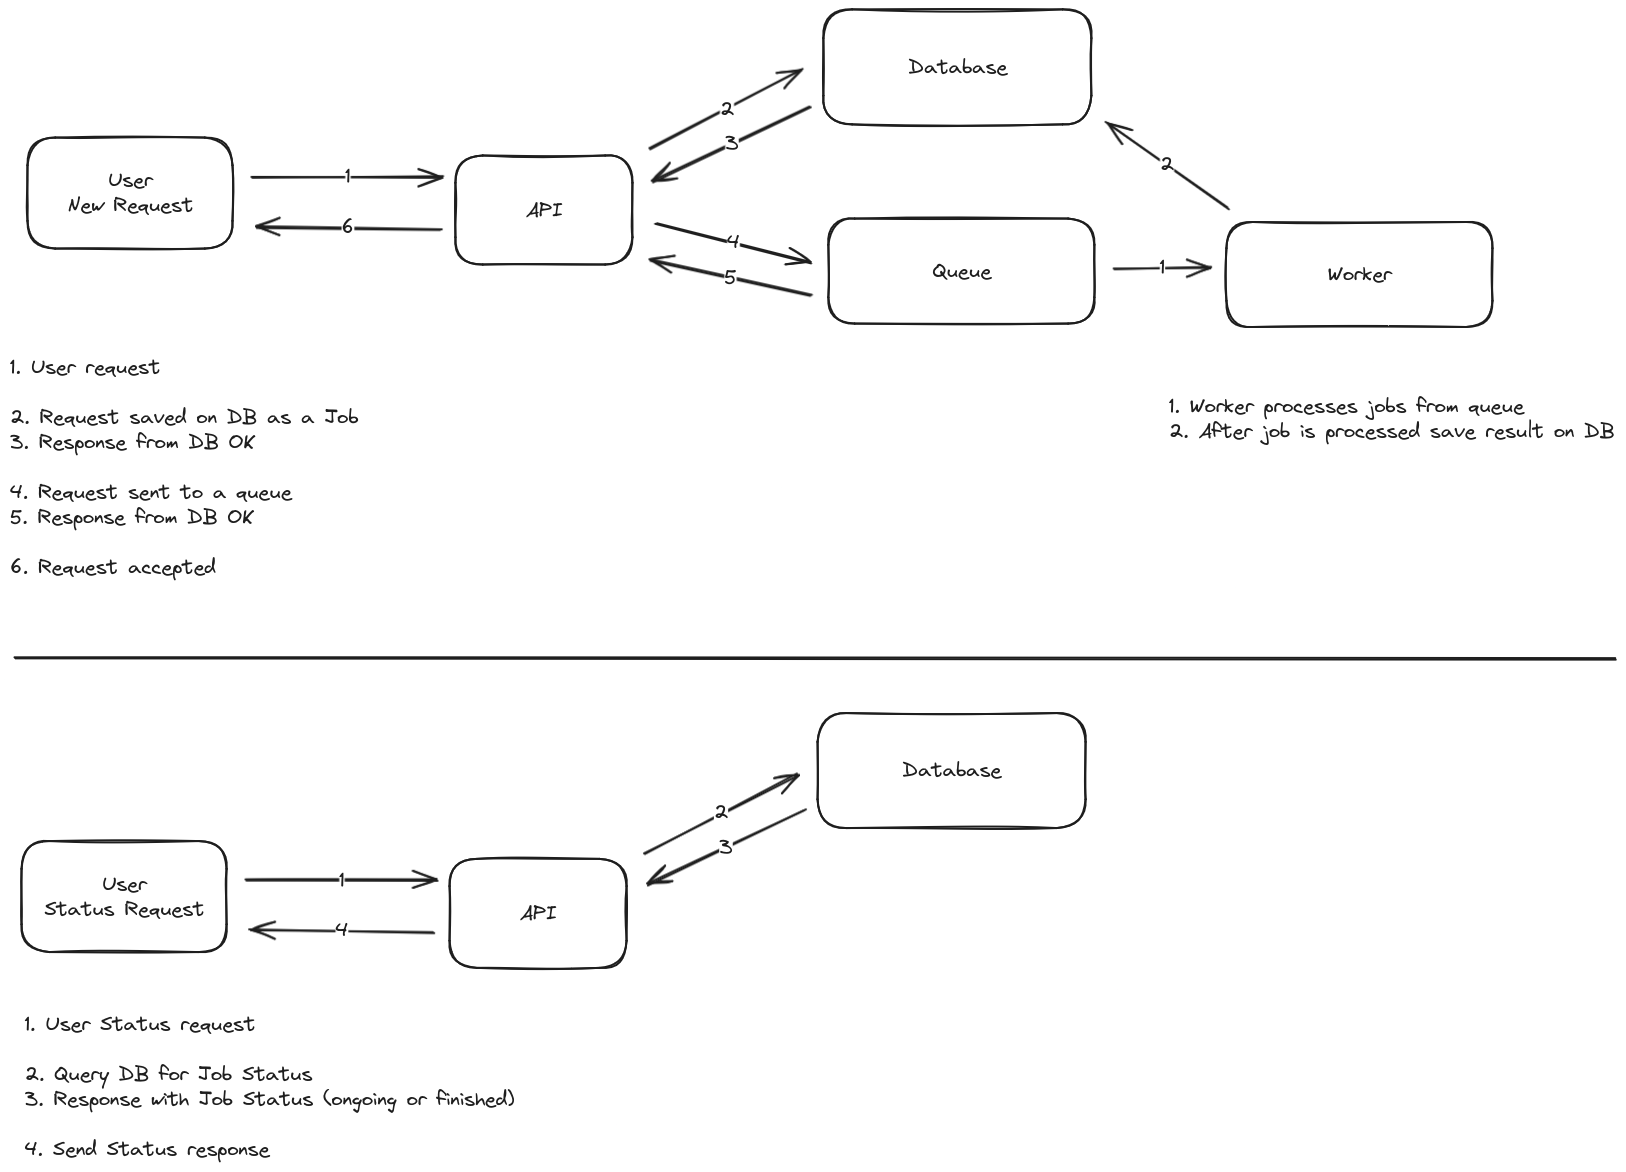 Database
2
3
User
New Request
1
6
API
4
5
Queue
1
2
Worker
1. User request
2. Request saved on DB as a Job
3. Response from DB OK
4. Request sent to a queue
5. Response from DB OK
6. Request accepted
1. Worker processes jobs from queue
2. After job is processed save result on DB
Database
2
3
User
Status Request
1
4
API
1. User Status request
2. Query DB for Job Status
3. Response with Job Status (ongoing or finished)
4. Send Status response